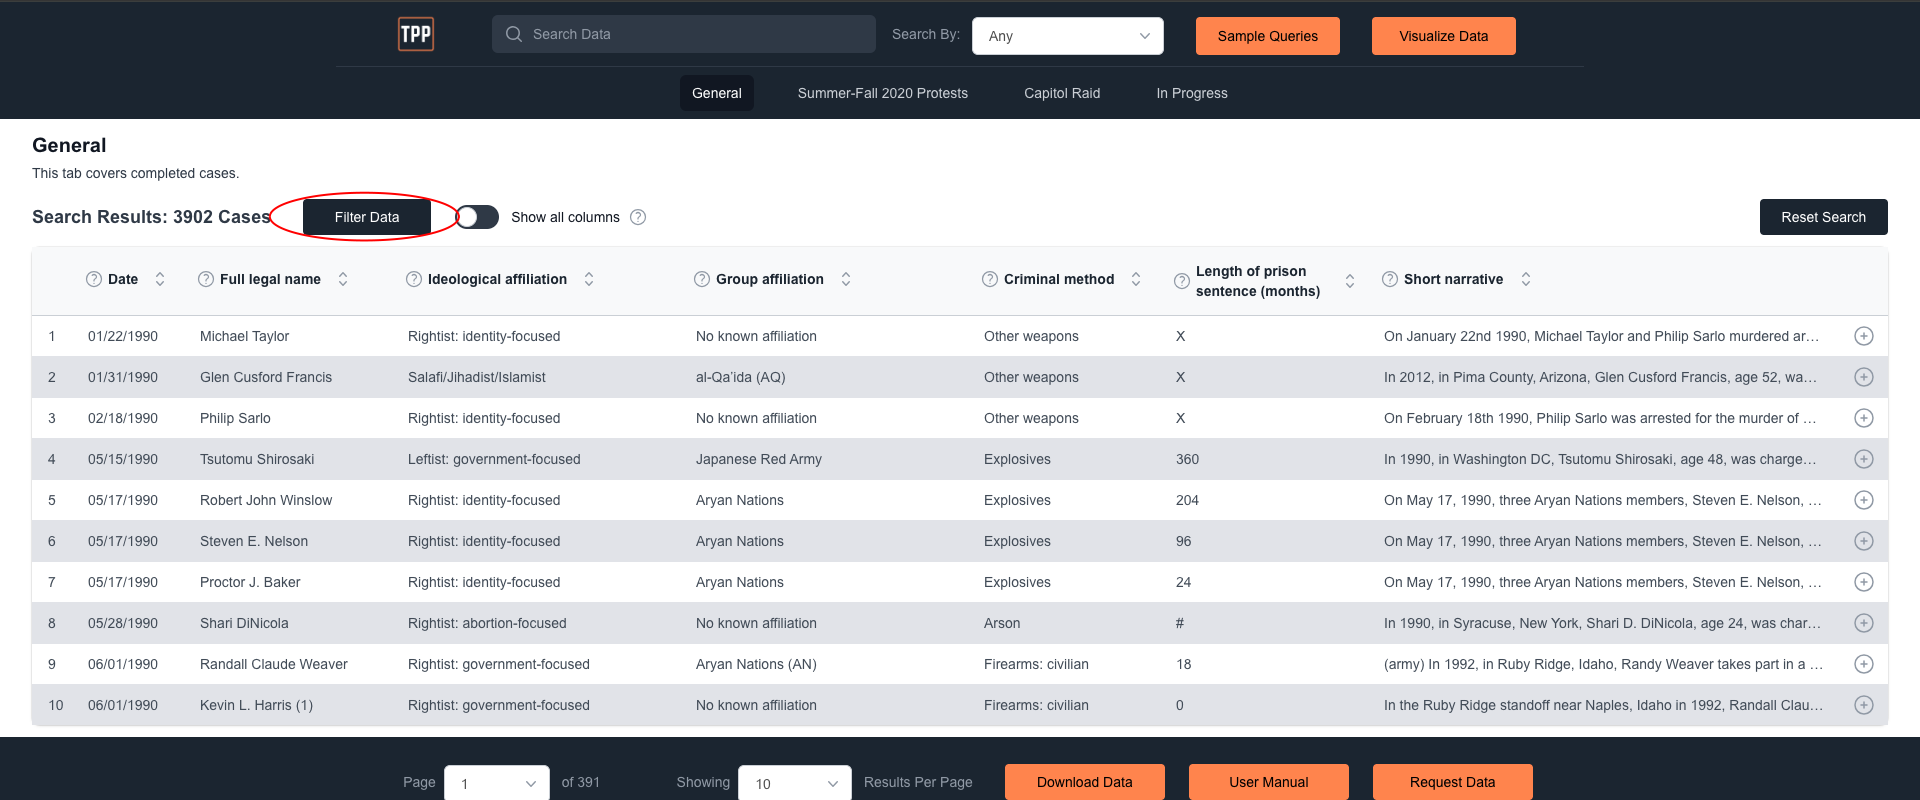 TPP
Search Data
Search By:
Any
Sample Queries
Visualize Data
General
Summer-Fall 2020 Protests
Capitol Raid
In Progress
General
This tab covers completed cases.
Search Results: 3902 Cases
Filter Data
Show all columns ?
Reset Search
? Date ? Full legal name ? Ideological affiliation ? Group affiliation ? Criminal method ? Length of prison sentence (months) ? Short narrative
1 01/22/1990 Michael Taylor Rightist: identity-focused No known affiliation Other weapons X On January 22nd 1990, Michael Taylor and Philip Sarlo murdered ar…
2 01/31/1990 Glen Cusford Francis Salafi/Jihadist/Islamist al-Qa’ida (AQ) Other weapons X In 2012, in Pima County, Arizona, Glen Cusford Francis, age 52, wa…
3 02/18/1990 Philip Sarlo Rightist: identity-focused No known affiliation Other weapons X On February 18th 1990, Philip Sarlo was arrested for the murder of …
4 05/15/1990 Tsutomu Shirosaki Leftist: government-focused Japanese Red Army Explosives 360 In 1990, in Washington DC, Tsutomu Shirosaki, age 48, was charge…
5 05/17/1990 Robert John Winslow Rightist: identity-focused Aryan Nations Explosives 204 On May 17, 1990, three Aryan Nations members, Steven E. Nelson, …
6 05/17/1990 Steven E. Nelson Rightist: identity-focused Aryan Nations Explosives 96 On May 17, 1990, three Aryan Nations members, Steven E. Nelson, …
7 05/17/1990 Proctor J. Baker Rightist: identity-focused Aryan Nations Explosives 24 On May 17, 1990, three Aryan Nations members, Steven E. Nelson, …
8 05/28/1990 Shari DiNicola Rightist: abortion-focused No known affiliation Arson # In 1990, in Syracuse, New York, Shari D. DiNicola, age 24, was char…
9 06/01/1990 Randall Claude Weaver Rightist: government-focused Aryan Nations (AN) Firearms: civilian 18 (army) In 1992, in Ruby Ridge, Idaho, Randy Weaver takes part in a …
10 06/01/1990 Kevin L. Harris (1) Rightist: government-focused No known affiliation Firearms: civilian 0 In the Ruby Ridge standoff near Naples, Idaho in 1992, Randall Clau…
Page 1 of 391
Showing 10 Results Per Page
Download Data
User Manual
Request Data